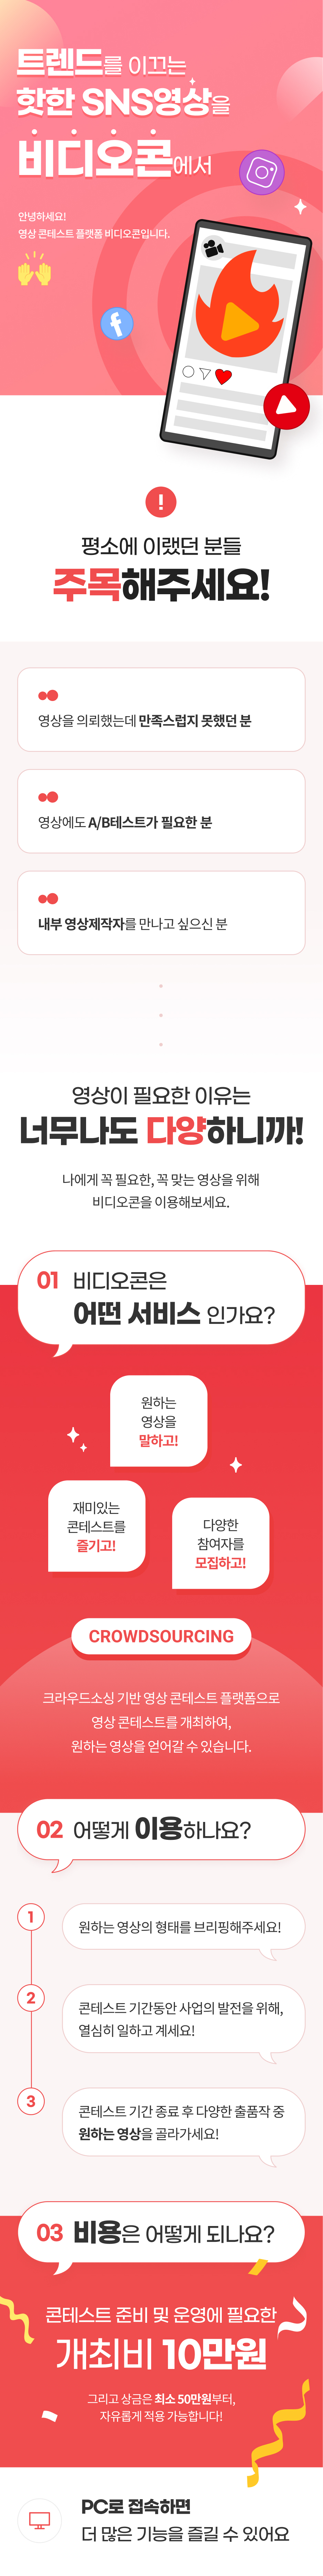 트렌드를 이끄는
핫한 SNS영상을
비디오콘에서
안녕하세요!
영상 콘테스트 플랫폼 비디오콘입니다.
!
평소에 이랬던 분들
주목해주세요!
영상을 의뢰했는데 만족스럽지 못했던 분
영상에도 A/B테스트가 필요한 분
내부 영상제작자를 만나고 싶으신 분
영상이 필요한 이유는
너무나도 다양하니까!
나에게 꼭 필요한, 꼭 맞는 영상을 위해
비디오콘을 이용해보세요.
01 비디오콘은
어떤 서비스 인가요?
원하는
영상을
말하고!
재미있는
콘테스트를
즐기고!
다양한
참여자를
모집하고!
CROWDSOURCING
크라우드소싱 기반 영상 콘테스트 플랫폼으로
영상 콘테스트를 개최하여,
원하는 영상을 얻어갈 수 있습니다.
02 어떻게 이용하나요?
1
원하는 영상의 형태를 브리핑해주세요!
2
콘테스트 기간동안 사업의 발전을 위해,
열심히 일하고 계세요!
3
콘테스트 기간 종료 후 다양한 출품작 중
원하는 영상을 골라가세요!
03 비용은 어떻게 되나요?
콘테스트 준비 및 운영에 필요한
개최비 10만원
그리고 상금은 최소 50만원부터,
자유롭게 적용 가능합니다!
PC로 접속하면
더 많은 기능을 즐길 수 있어요